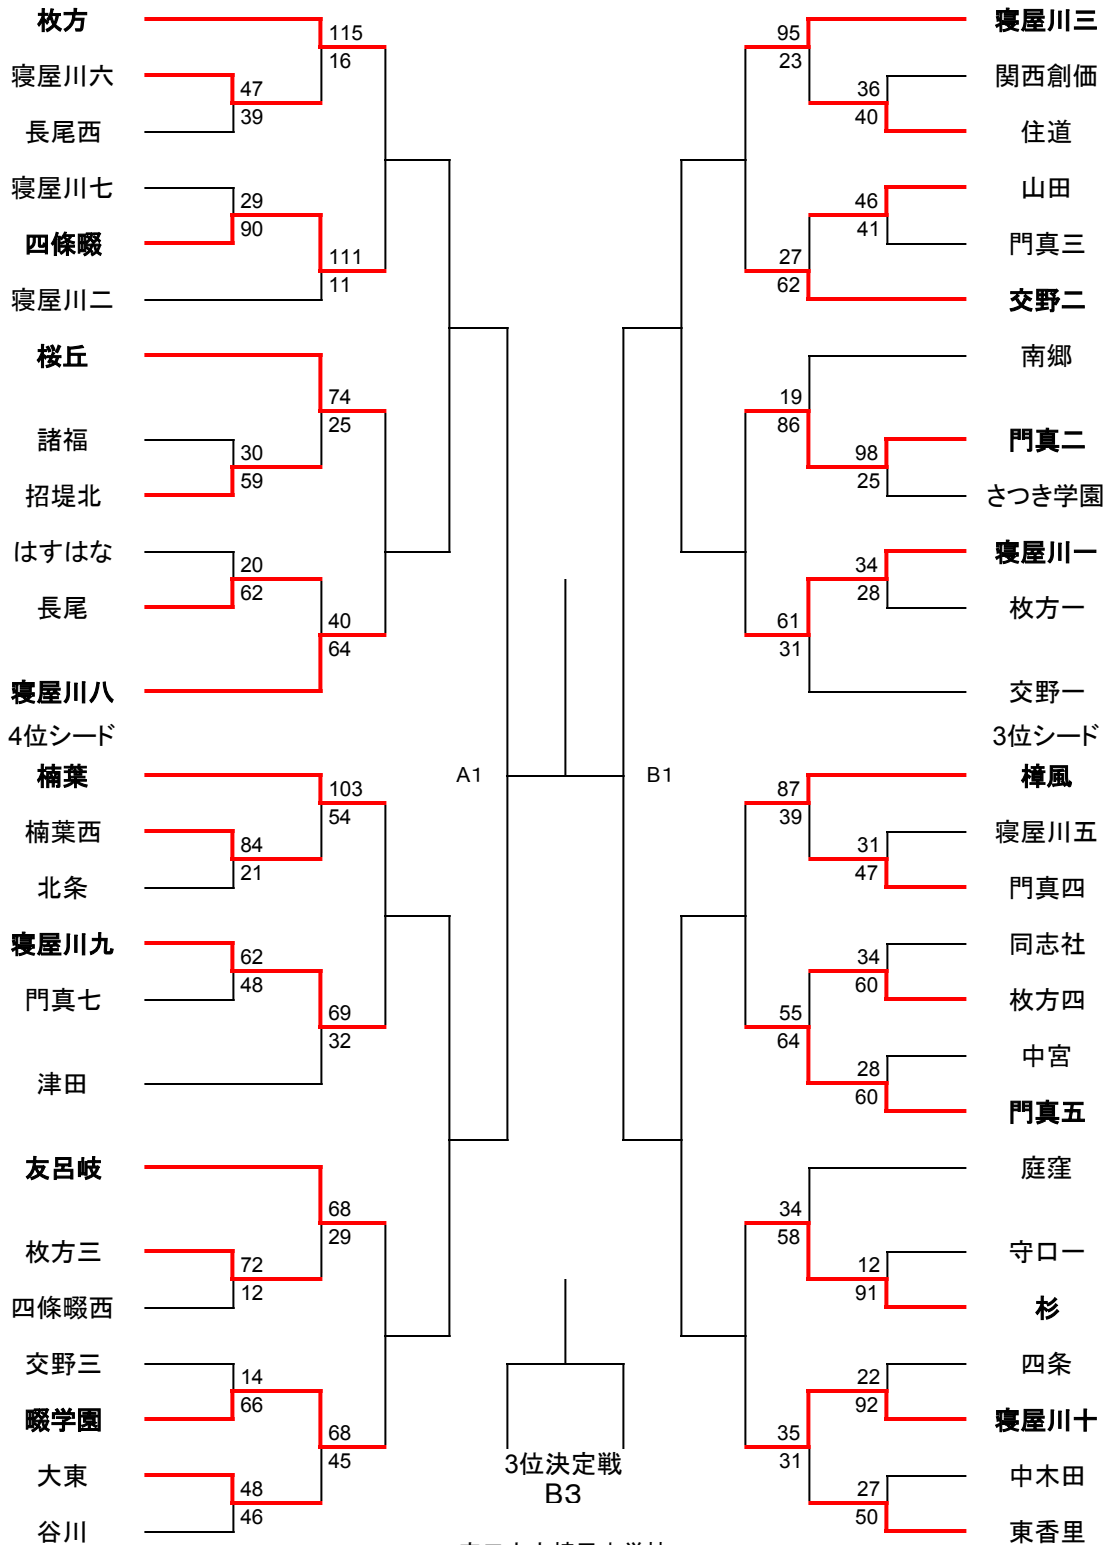 枚方
115
16
寝屋川六
47
39
長尾西
寝屋川七
29
90
四條畷
111
11
寝屋川二
桜丘
74
25
諸福
30
59
招堤北
はすはな
20
62
長尾
40
64
寝屋川八
4位シード
楠葉
103
54
楠葉西
84
21
北条
寝屋川九
62
48
門真七
69
32
津田
友呂岐
68
29
枚方三
72
12
四條畷西
交野三
14
66
畷学園
68
45
大東
48
46
谷川
A1
B1
3位決定戦
B3
寝屋川三
95
23
関西創価
36
40
住道
山田
46
41
門真三
27
62
交野二
南郷
19
86
門真二
98
25
さつき学園
寝屋川一
34
28
枚方一
61
31
交野一
3位シード
樟風
87
39
寝屋川五
31
47
門真四
同志社
34
60
枚方四
55
64
中宮
28
60
門真五
庭窪
34
58
守口一
12
91
杉
四条
22
92
寝屋川十
35
31
中木田
27
50
東香里